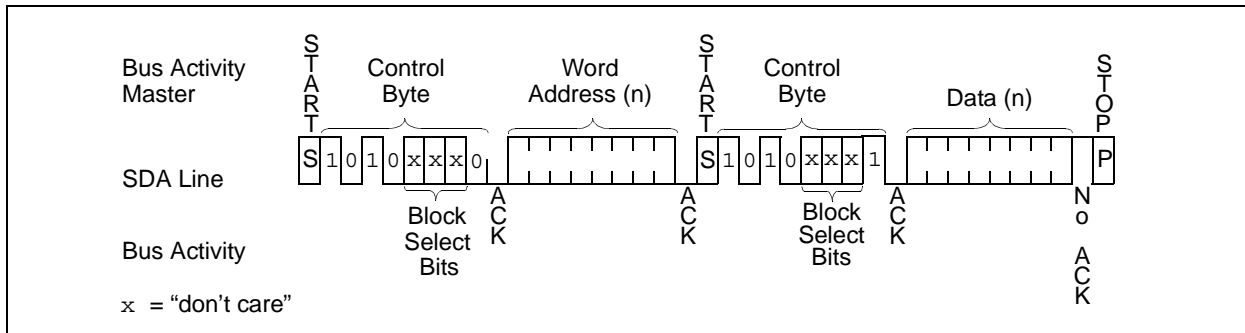 START
Bus Activity
Master
Control
Byte
Word
Address (n)
START
Control
Byte
Data (n)
STOP
SDA Line
S 1 0 1 0 x x x 0
S 1 0 1 0 x x x 1
P
Block
Select
Bits
ACK
ACK
Block
Select
Bits
ACK
No ACK
Bus Activity
x = “don’t care”